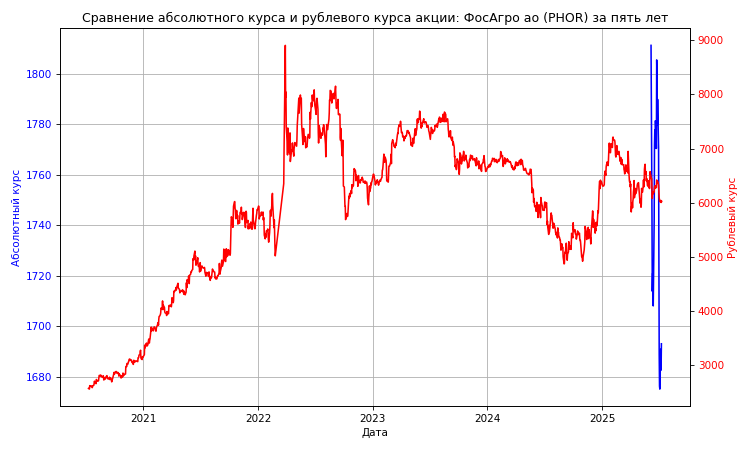 Сравнение абсолютного курса и рублевого курса акции: ФосАгро ао (PHOR) за пять лет
Абсолютный курс
1800
1780
1760
1740
1720
1700
1680
9000
8000
7000
6000
5000
4000
3000
Рублевый курс
2021 2022 2023 2024 2025
Дата